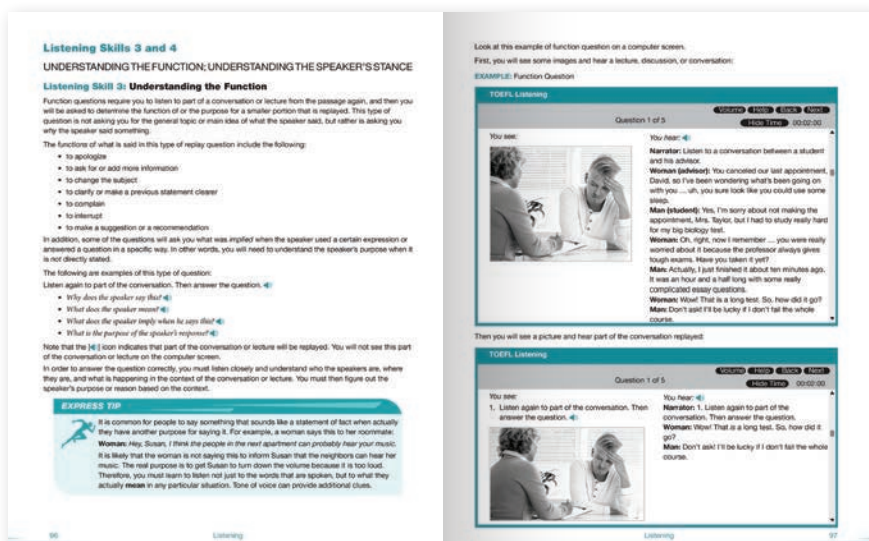 Listening Skills 3 and 4
UNDERSTANDING THE FUNCTION; UNDERSTANDING THE SPEAKER'S STANCE
Listening Skill 3: Understanding the Function
Function questions require you to listen to part of a conversation or lecture from the passage again, and then you
will be asked to determine the function of or the purpose for a smaller portion that is replayed. This type of
question is not asking you for the general topic or main idea of what the speaker said, but rather is asking you
why the speaker said something.
The functions of what is said in this type of replay question include the following:
• to apologize
• to ask for or add more information
• to change the subject
• to clarify or make a previous statement clearer
• to complain
• to interrupt
• to make a suggestion or a recommendation
In addition, some of the questions will ask you what was implied when the speaker used a certain expression or
answered a question in a specific way. In other words, you will need to understand the speaker's purpose when it
is not directly stated.
The following are examples of this type of question:
Listen again to part of the conversation. Then answer the question.
• Why does the speaker say this?
• What does the speaker mean?
• What does the speaker imply when he says this?
• What is the purpose of the speaker's response?
Note that the [ ] icon indicates that part of the conversation or lecture will be replayed. You will not see this part
of the conversation or lecture on the computer screen.
In order to answer the question correctly, you must listen closely and understand who the speakers are, where
they are, and what is happening in the context of the conversation or lecture. You must then figure out the
speaker's purpose or reason based on the context.
EXPRESS TIP
It is common for people to say something that sounds like a statement of fact when actually
they have another purpose for saying it. For example, a woman says this to her roommate:
Woman: Hey, Susan, I think the people in the next apartment can probably hear your music.
It is likely that the woman is not saying this to inform Susan that the neighbors can hear her
music. The real purpose is to get Susan to turn down the volume because it is too loud.
Therefore, you must learn to listen not just to the words that are spoken, but to what they
actually mean in any particular situation. Tone of voice can provide additional clues.
96 Listening
Look at this example of function question on a computer screen.
First, you will see some images and hear a lecture, discussion, or conversation:
EXAMPLE: Function Question
TOEFL Listening
Volume Help Back Next
Question 1 of 5
Hide Time 00:02:00
You see:
You hear:
Narrator: Listen to a conversation between a student
and his advisor.
Woman (advisor): You canceled our last appointment,
David, so I've been wondering what's been going on
with you ... uh, you sure look like you could use some
sleep.
Man (student): Yes, I'm sorry about not making the
appointment, Mrs. Taylor, but I had to study really hard
for my big biology test.
Woman: Oh, right, now I remember ... you were really
worried about it because the professor always gives
tough exams. Have you taken it yet?
Man: Actually, I just finished it about ten minutes ago.
It was an hour and a half long with some really
complicated essay questions.
Woman: Wow! That is a long test. So, how did it go?
Man: Don't ask! I'll be lucky if I don't fail the whole
course.
Then you will see a picture and hear part of the conversation replayed:
TOEFL Listening
Volume Help Back Next
Question 1 of 5
Hide Time 00:02:00
You see:
1. Listen again to part of the conversation. Then
answer the question.
You hear:
Narrator: 1. Listen again to part of the
conversation. Then answer the question.
Woman: Wow! That is a long test. So, how did it
go?
Man: Don't ask! I'll be lucky if I don't fail the whole
course.
Listening 97